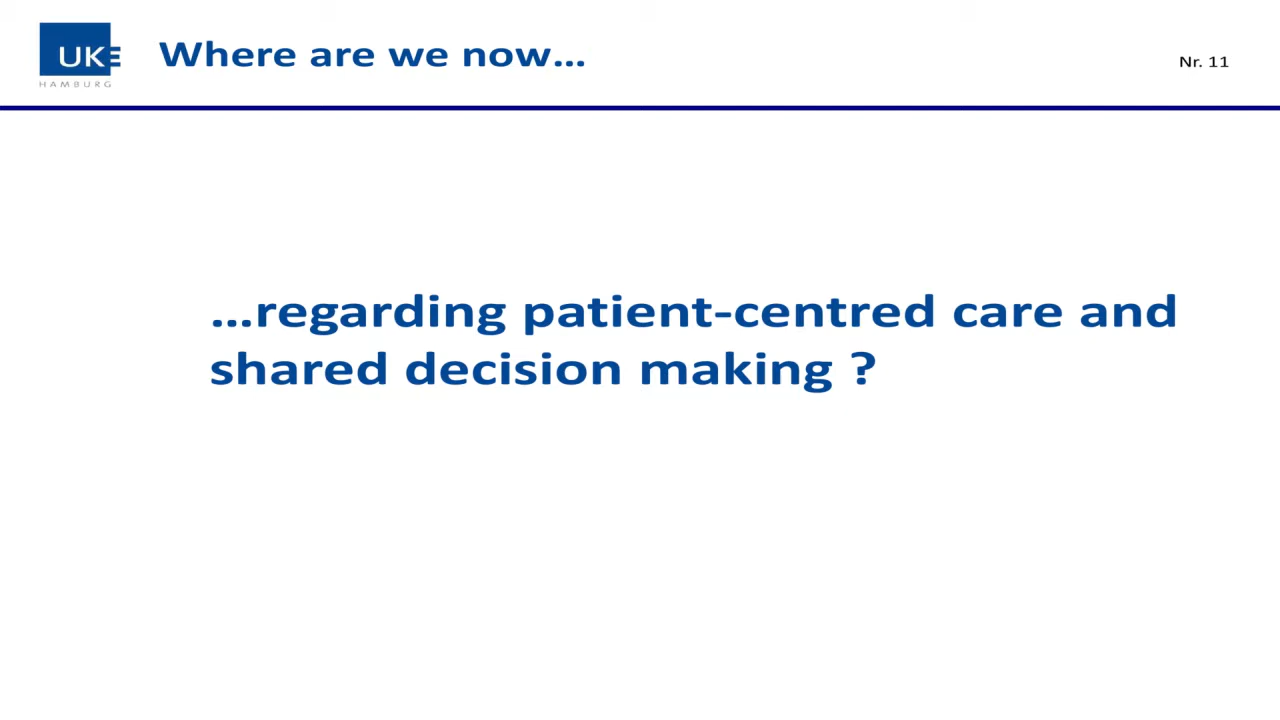 UKE
HAMBURG
Where are we now...
Nr. 11
...regarding patient-centred care and
shared decision making ?